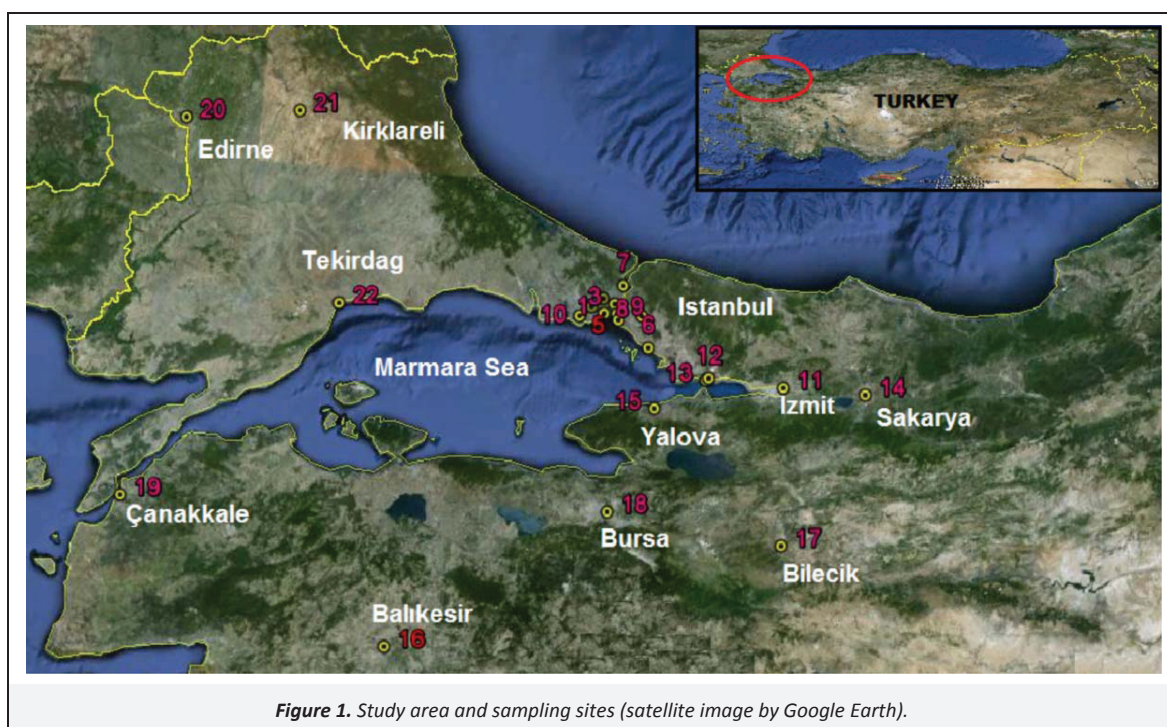 TURKEY
20
21
Edirne
Kirklareli
Tekirdag
22
7
3
1
10
8
9
5
6
Istanbul
Marmara Sea
12
13
11
14
Izmit
Sakarya
15
Yalova
19
Çanakkale
18
Bursa
17
Bilecik
Balıkesir
16
Figure 1. Study area and sampling sites (satellite image by Google Earth).